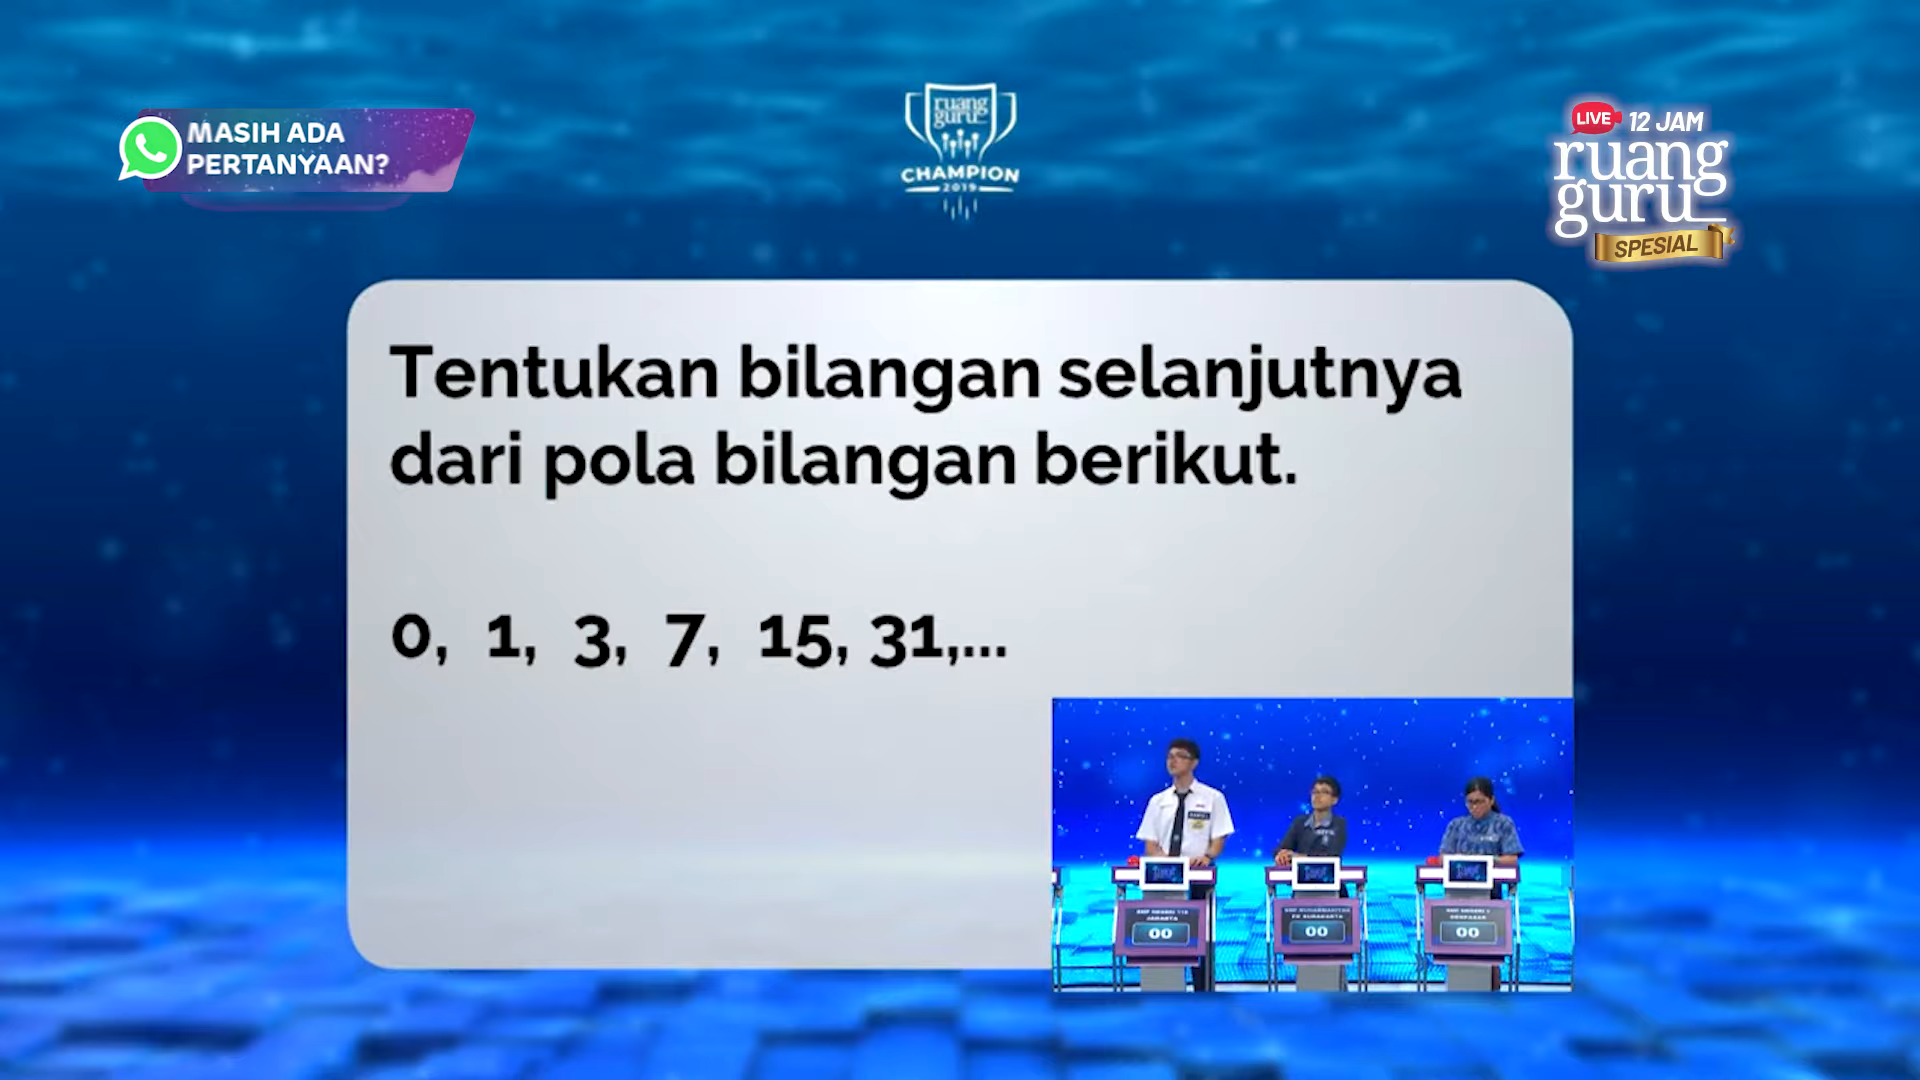 MASIH ADA
PERTANYAAN?
ruang
guru
CHAMPION
2019
LIVE 12 JAM
ruang
guru
SPESIAL
Tentukan bilangan selanjutnya
dari pola bilangan berikut.
0, 1, 3, 7, 15, 31,...
00
00
00